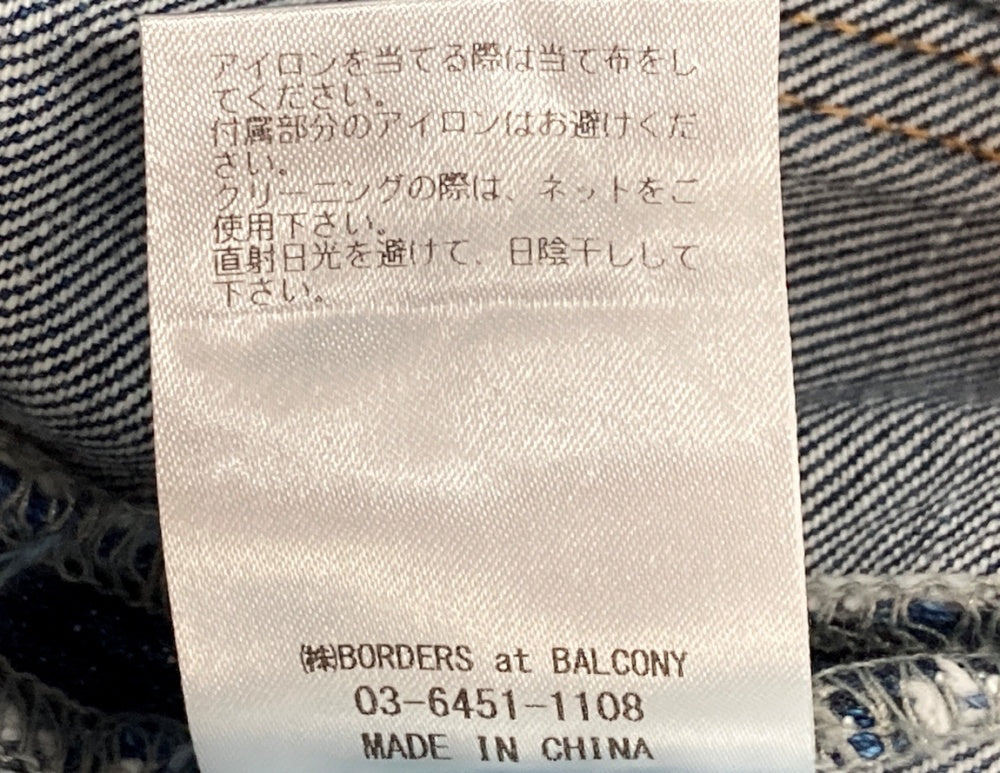 アイロンを当てる際は当て布をし
てください。
付属部分のアイロンはお避けくだ
さい。
クリーニングの際は、ネットをご
使用下さい。
直射日光を避けて、日陰干しして
下さい。
㈱BORDERS at BALCONY
03-6451-1108
MADE IN CHINA